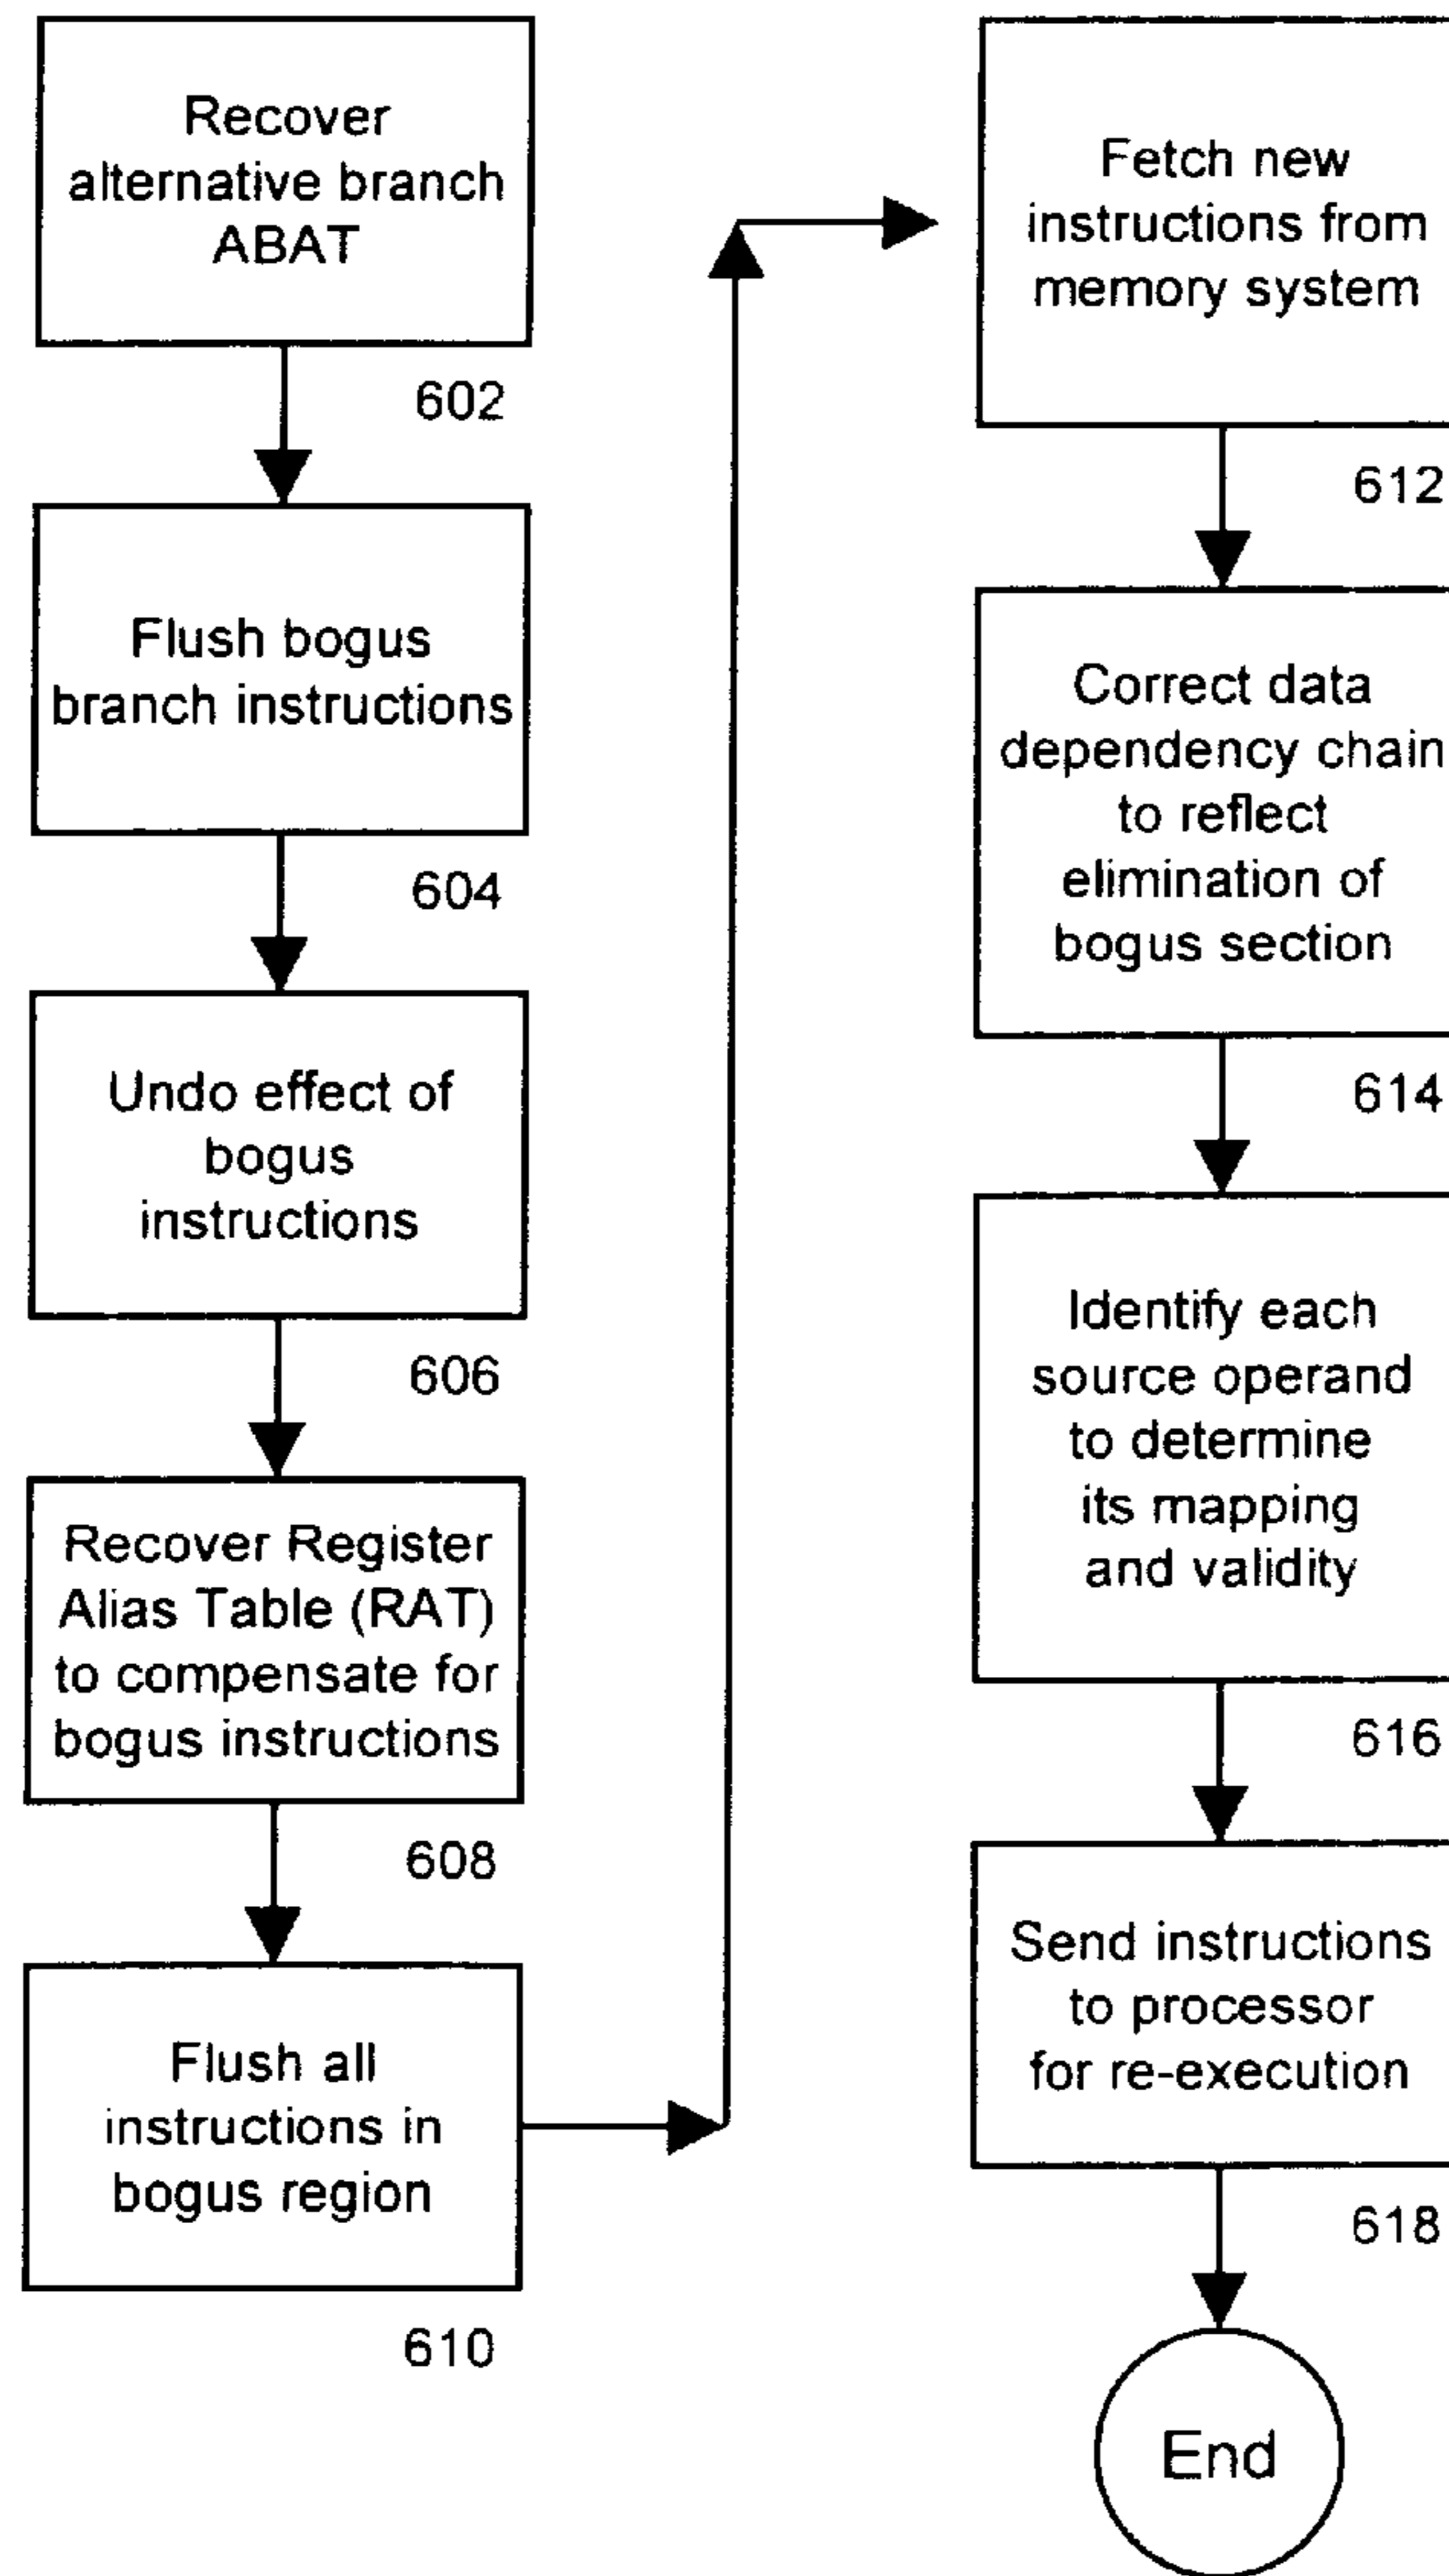 Recover
alternative branch
ABAT
602
Flush bogus
branch instructions
604
Undo effect of
bogus
instructions
606
Recover Register
Alias Table (RAT)
to compensate for
bogus instructions
608
Flush all
instructions in
bogus region
610
Fetch new
instructions from
memory system
612
Correct data
dependency chain
to reflect
elimination of
bogus section
614
Identify each
source operand
to determine
its mapping
and validity
616
Send instructions
to processor
for re-execution
618
End